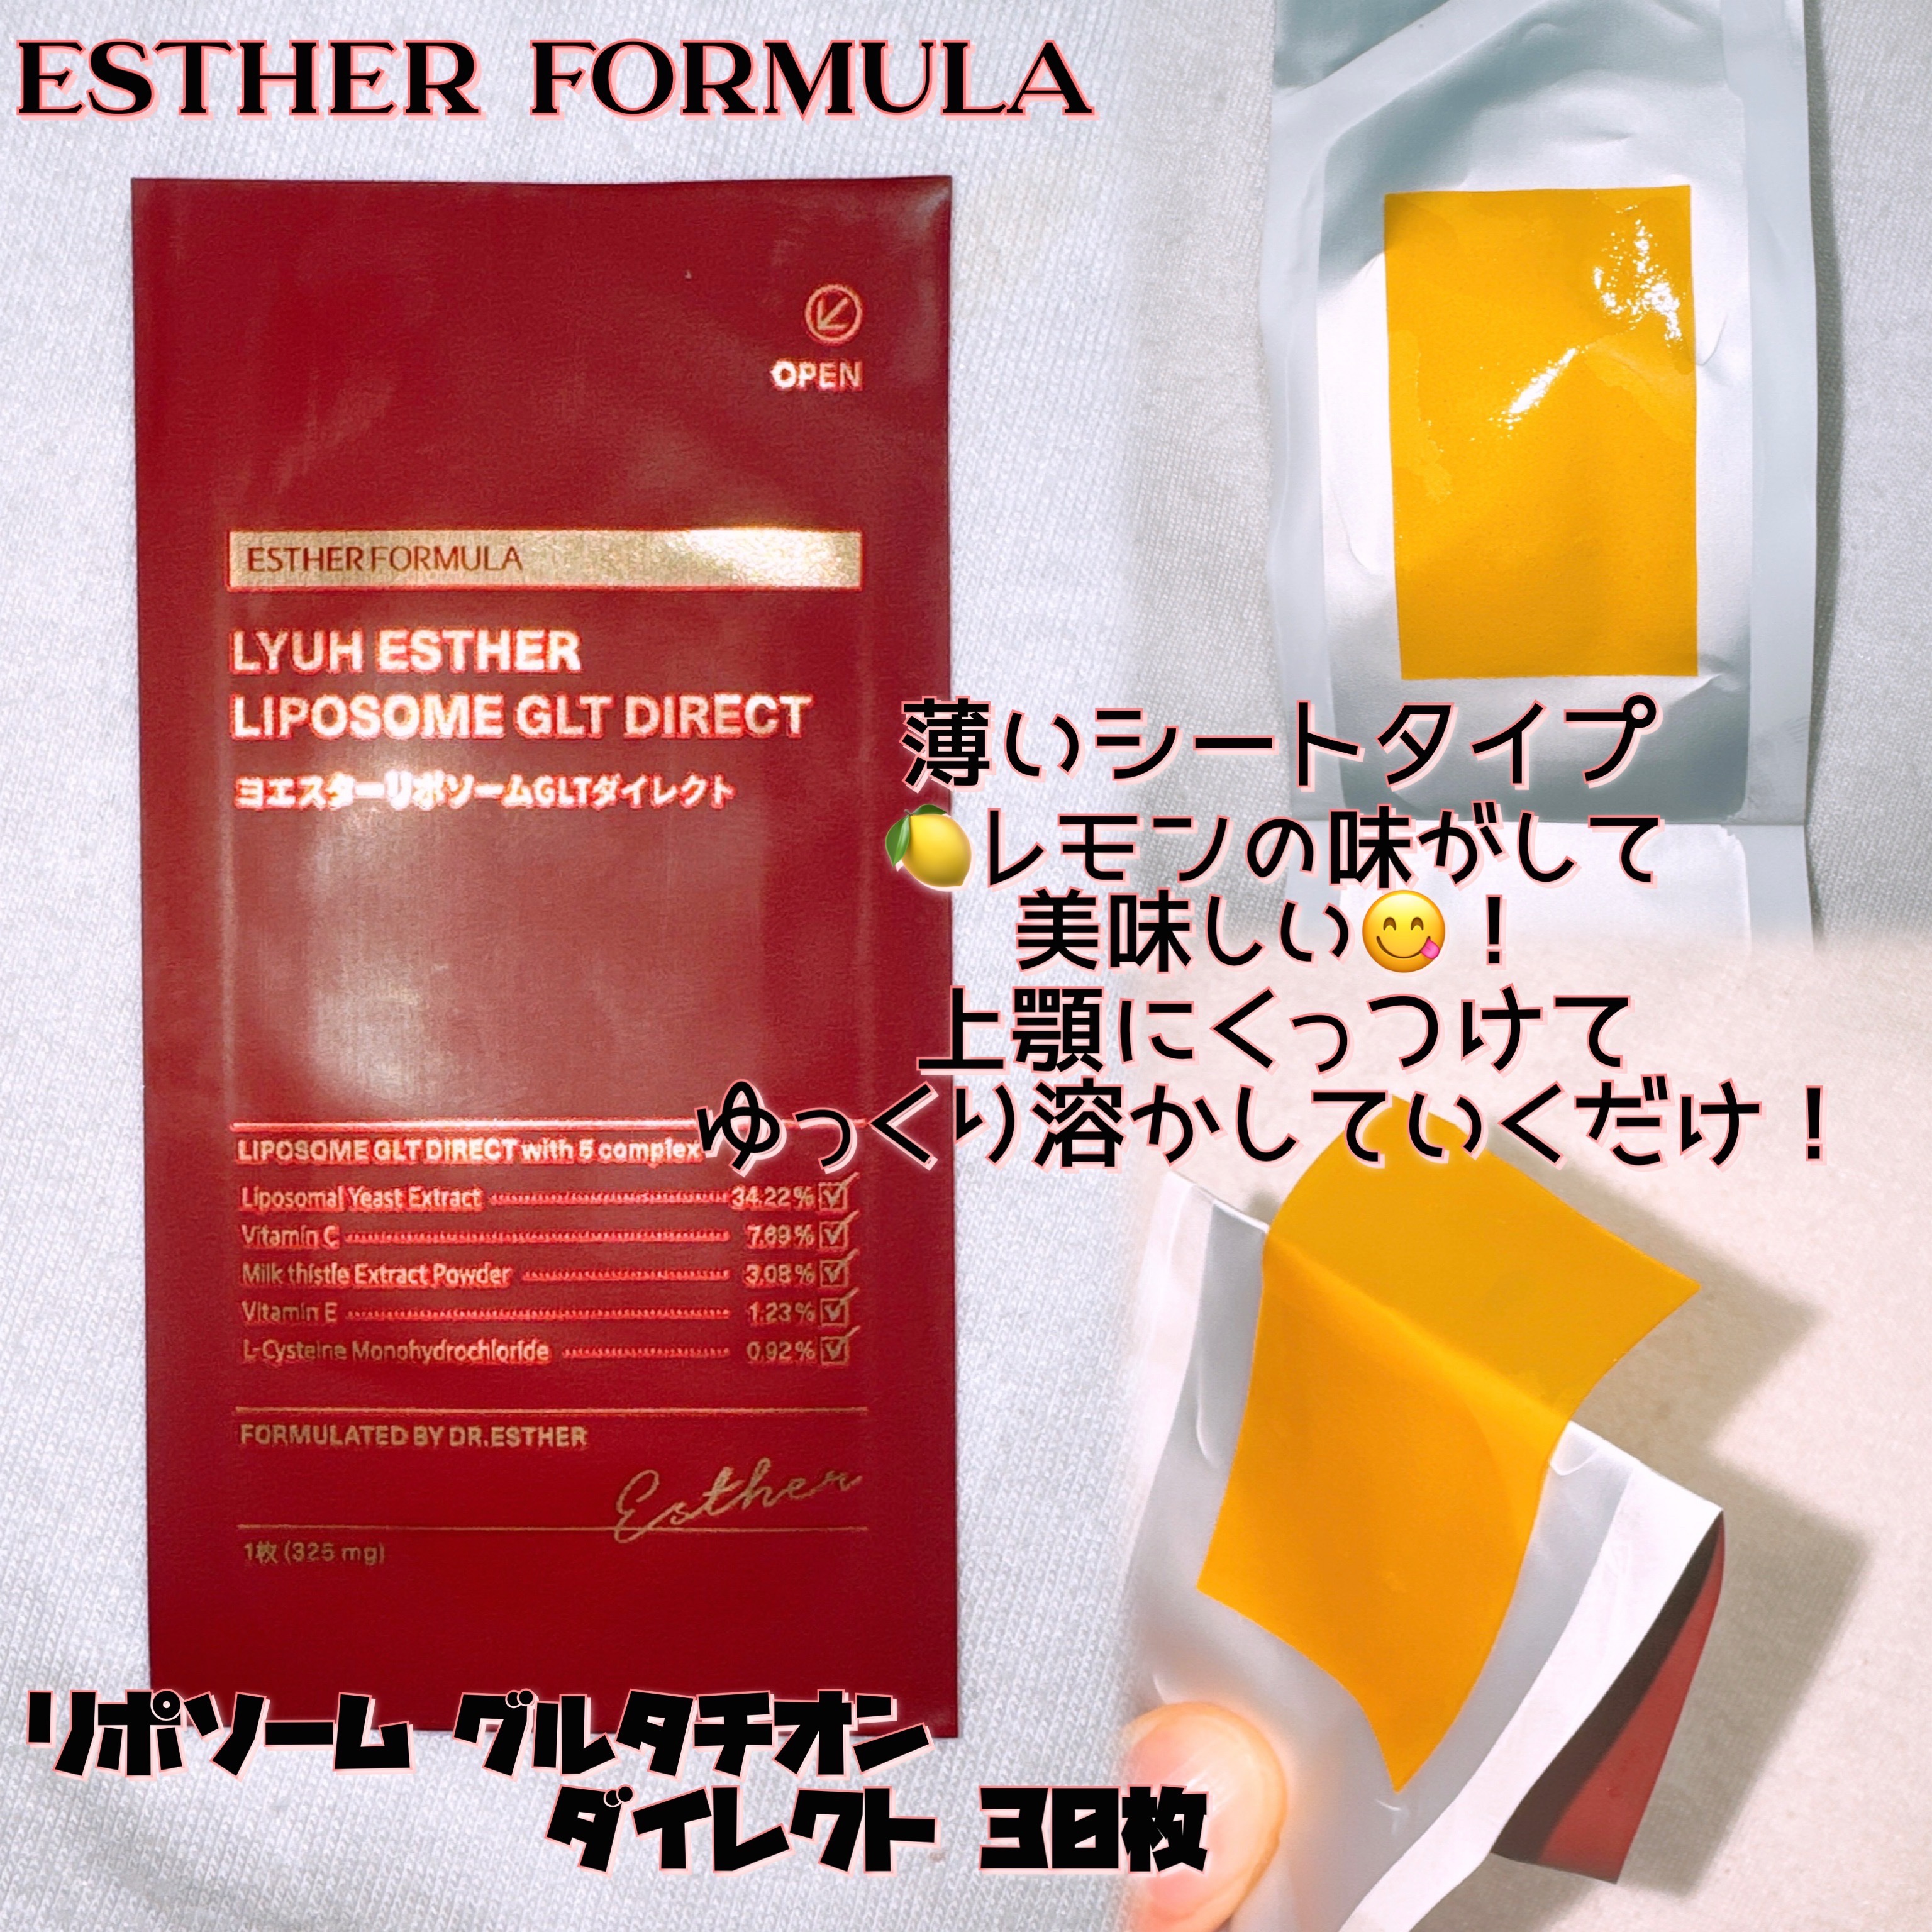 ESTHER FORMULA
OPEN
ESTHER FORMULA
LYUH ESTHER
LIPOSOME GLT DIRECT
ヨエスターリポソームGLTダイレクト
薄いシートタイプ
🍋レモンの味がして
美味しい😋！
上顎にくっつけて
ゆっくり溶かしていくだけ！
LIPOSOME GLT DIRECT with 5 complex
Liposomal Yeast Extract 34.22%
Vitamin C 7.69%
Milk thistle Extract Powder 3.08%
Vitamin E 1.23%
L-Cysteine Monohydrochloride 0.92%
FORMULATED BY DR.ESTHER
Esther
1枚 (325 mg)
リポソーム グルタチオン
ダイレクト 30枚